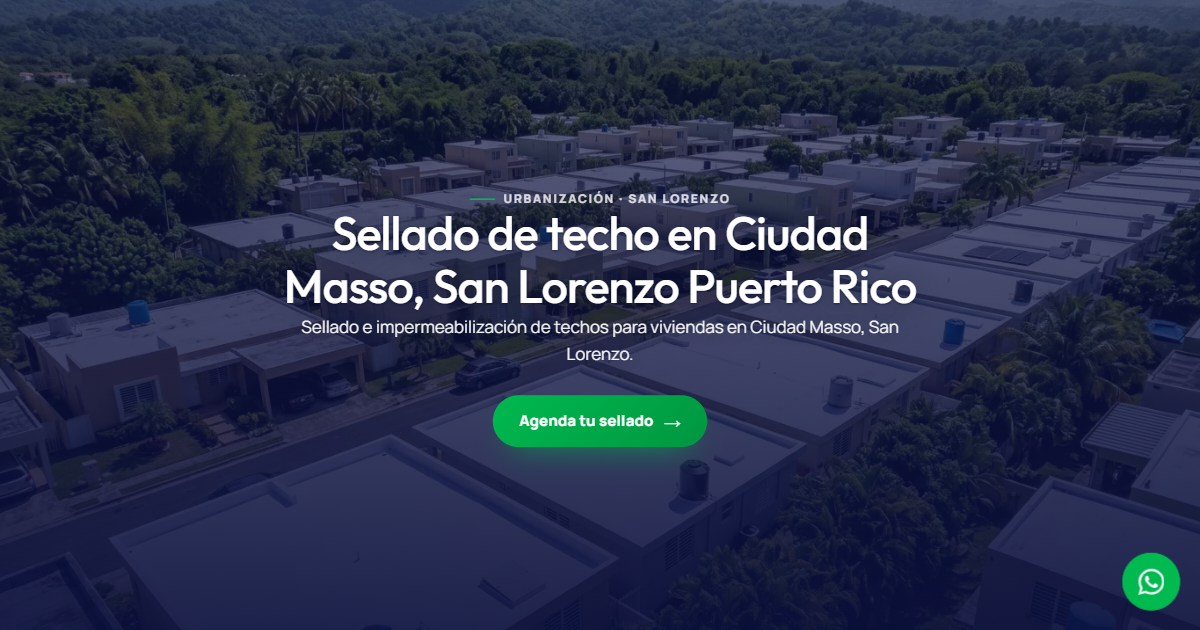 URBANIZACIÓN · SAN LORENZO
Sellado de techo en Ciudad
Masso, San Lorenzo Puerto Rico
Sellado e impermeabilización de techos para viviendas en Ciudad Masso, San
Lorenzo.
Agenda tu sellado →